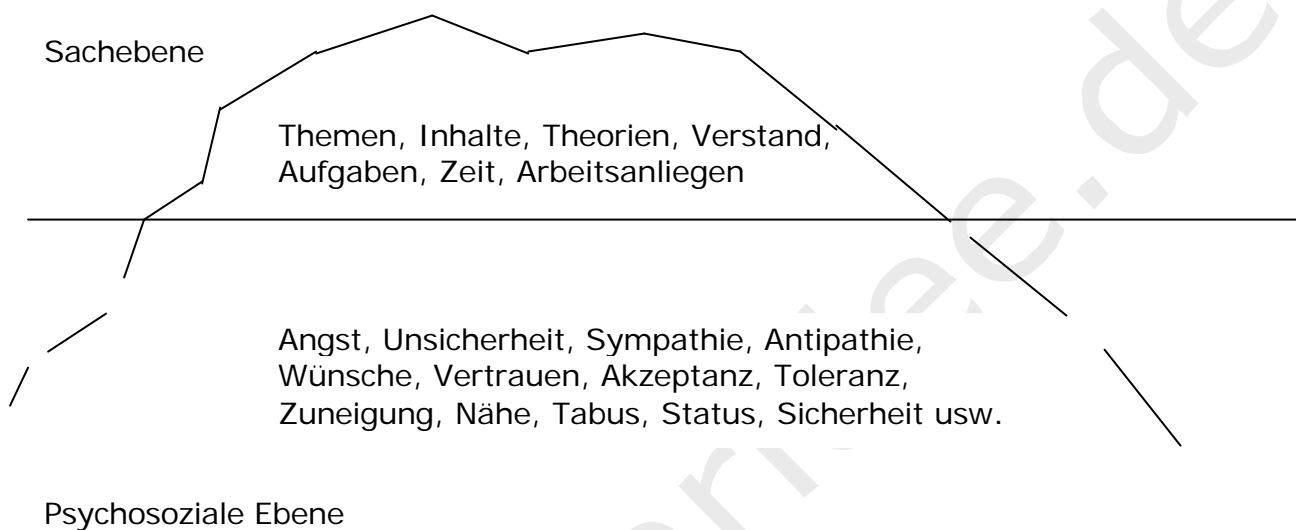 Sachebene
Themen, Inhalte, Theorien, Verstand,
Aufgaben, Zeit, Arbeitsanliegen
Angst, Unsicherheit, Sympathie, Antipathie,
Wünsche, Vertrauen, Akzeptanz, Toleranz,
Zuneigung, Nähe, Tabus, Status, Sicherheit usw.
Psychosoziale Ebene